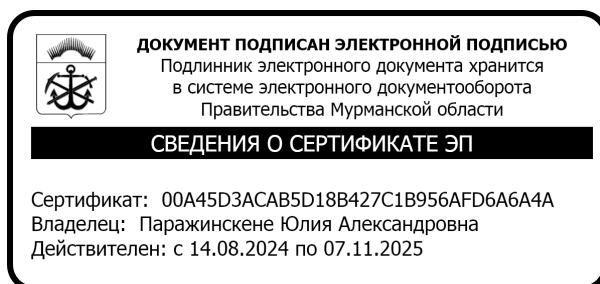 ДОКУМЕНТ ПОДПИСАН ЭЛЕКТРОННОЙ ПОДПИСЬЮ
Подлинник электронного документа хранится
в системе электронного документооборота
Правительства Мурманской области
СВЕДЕНИЯ О СЕРТИФИКАТЕ ЭП
Сертификат: 00A45D3ACAB5D18B427C1B956AFD6A6A4A
Владелец: Паражинскене Юлия Александровна
Действителен: с 14.08.2024 по 07.11.2025